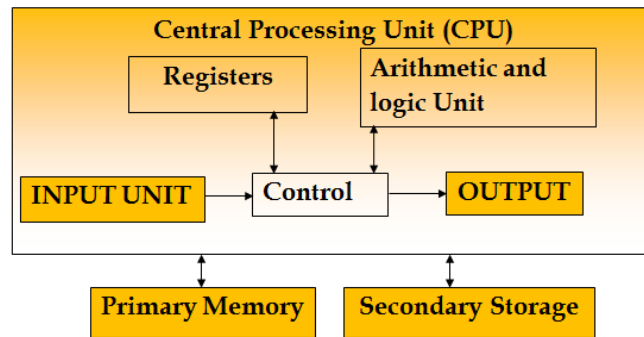 Central Processing Unit (CPU)
Registers
Arithmetic and
logic Unit
INPUT UNIT
Control
OUTPUT
Primary Memory
Secondary Storage